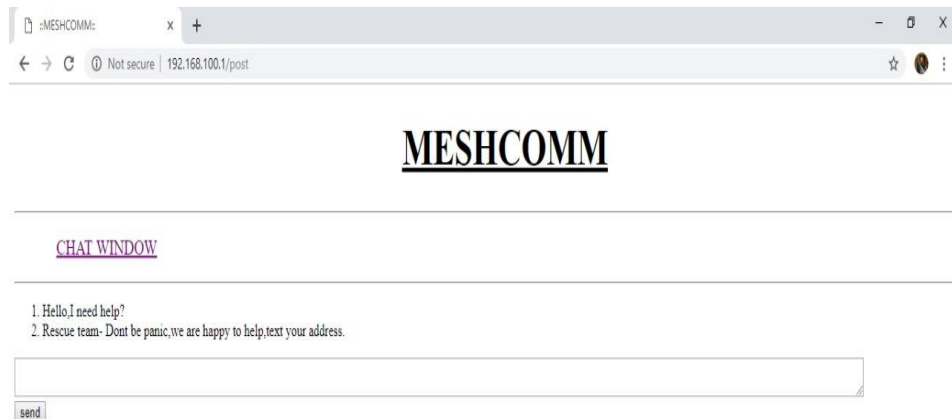 ::MESHCOMM::
Not secure | 192.168.100.1/post
MESHCOMM
CHAT WINDOW
1. Hello,I need help?
2. Rescue team- Dont be panic,we are happy to help,text your address.
send